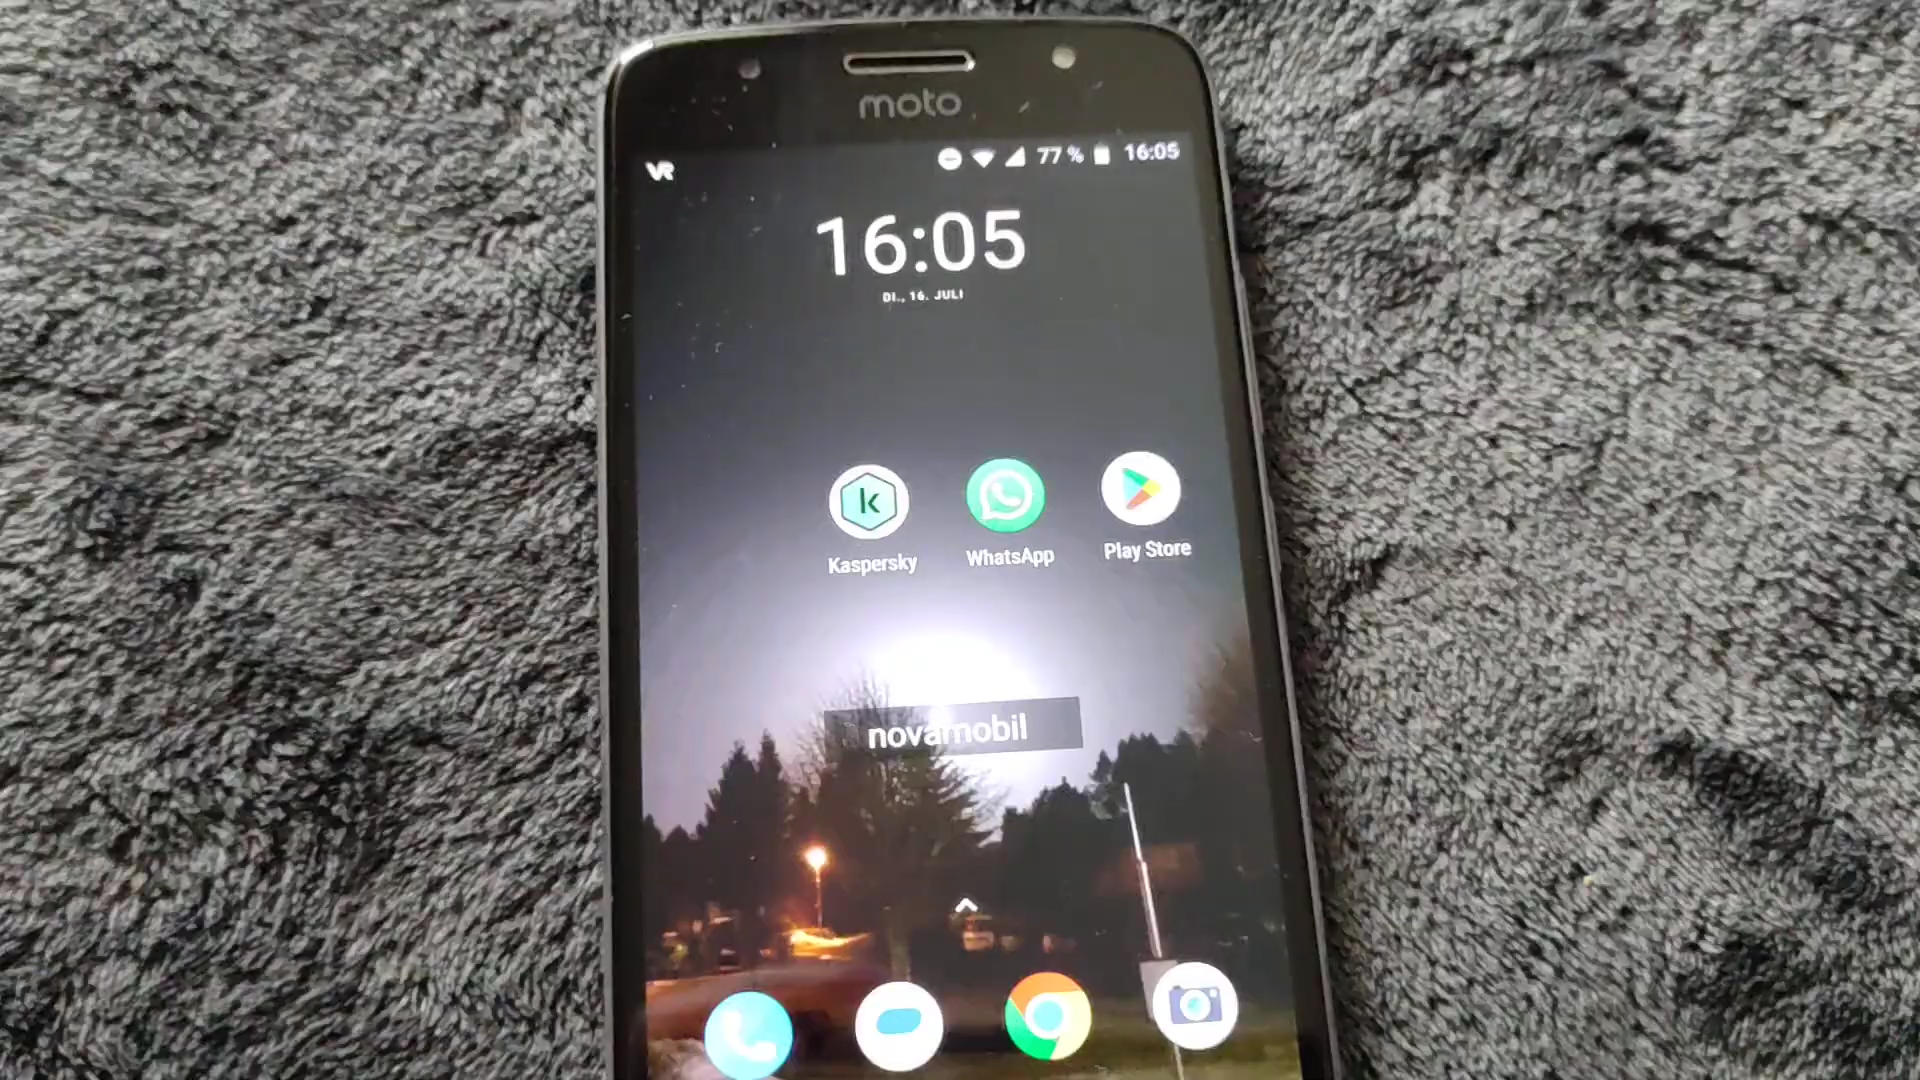 moto
VR 77 % 16:05
16:05
DI., 16. JULI
k
Kaspersky WhatsApp Play Store
novamobil